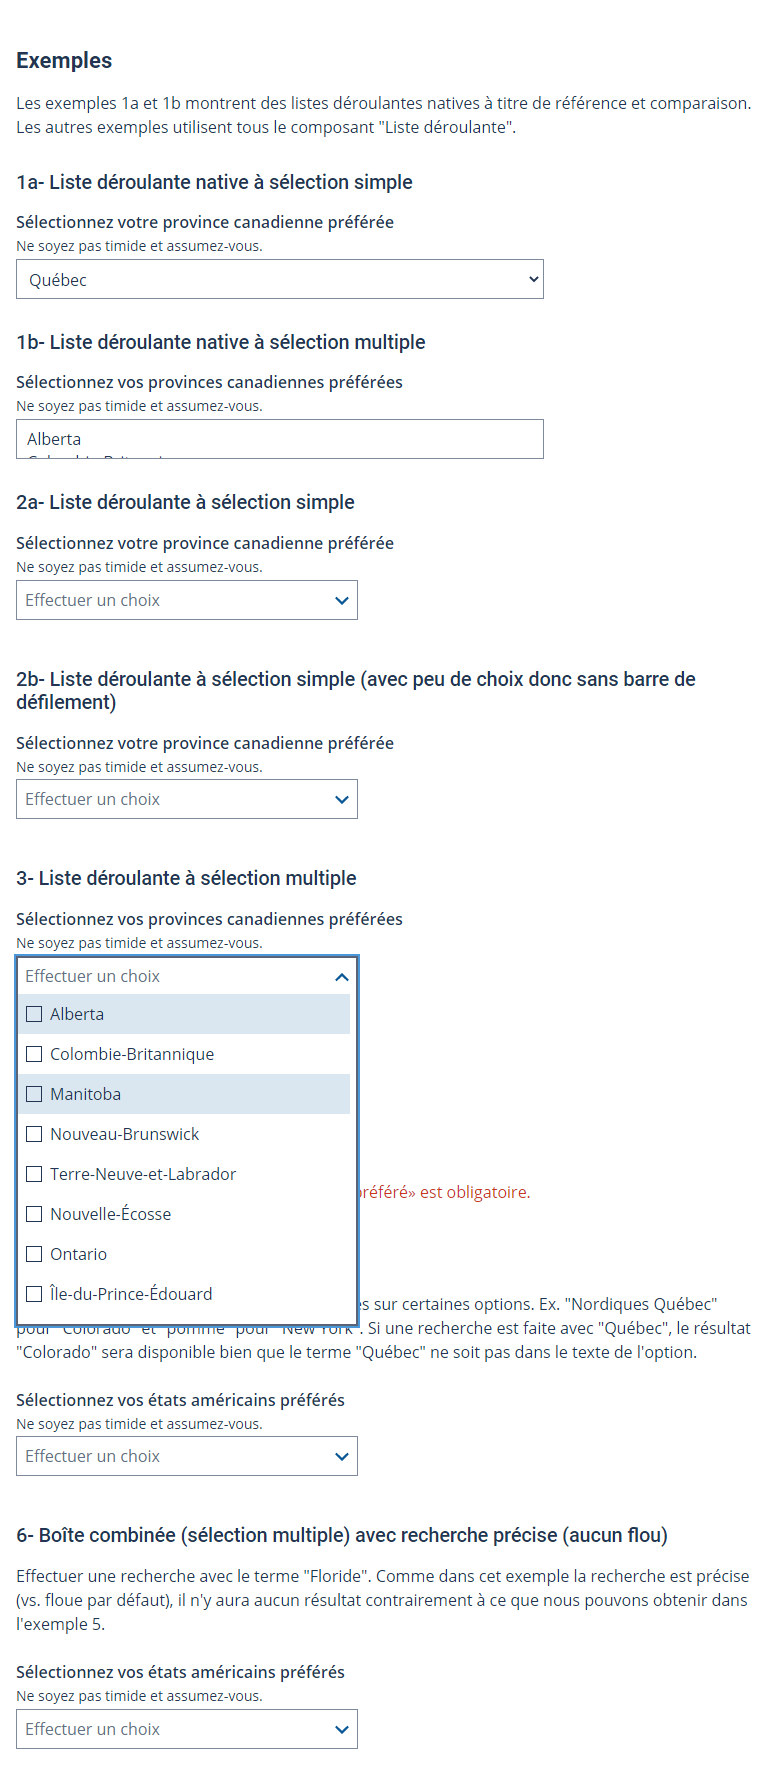 Exemples
Les exemples 1a et 1b montrent des listes déroulantes natives à titre de référence et comparaison.
Les autres exemples utilisent tous le composant "Liste déroulante".
1a- Liste déroulante native à sélection simple
Sélectionnez votre province canadienne préférée
Ne soyez pas timide et assumez-vous.
Québec
1b- Liste déroulante native à sélection multiple
Sélectionnez vos provinces canadiennes préférées
Ne soyez pas timide et assumez-vous.
Alberta
2a- Liste déroulante à sélection simple
Sélectionnez votre province canadienne préférée
Ne soyez pas timide et assumez-vous.
Effectuer un choix
2b- Liste déroulante à sélection simple (avec peu de choix donc sans barre de
défilement)
Sélectionnez votre province canadienne préférée
Ne soyez pas timide et assumez-vous.
Effectuer un choix
3- Liste déroulante à sélection multiple
Sélectionnez vos provinces canadiennes préférées
Ne soyez pas timide et assumez-vous.
Effectuer un choix
Alberta
Colombie-Britannique
Manitoba
Nouveau-Brunswick
Terre-Neuve-et-Labrador
préféré» est obligatoire.
Nouvelle-Écosse
Ontario
Île-du-Prince-Édouard
s sur certaines options. Ex. "Nordiques Québec"
pour "Colorado" et "pomme" pour "New York". Si une recherche est faite avec "Québec", le résultat
"Colorado" sera disponible bien que le terme "Québec" ne soit pas dans le texte de l'option.
Sélectionnez vos états américains préférés
Ne soyez pas timide et assumez-vous.
Effectuer un choix
6- Boîte combinée (sélection multiple) avec recherche précise (aucun flou)
Effectuer une recherche avec le terme "Floride". Comme dans cet exemple la recherche est précise
(vs. floue par défaut), il n'y aura aucun résultat contrairement à ce que nous pouvons obtenir dans
l'exemple 5.
Sélectionnez vos états américains préférés
Ne soyez pas timide et assumez-vous.
Effectuer un choix